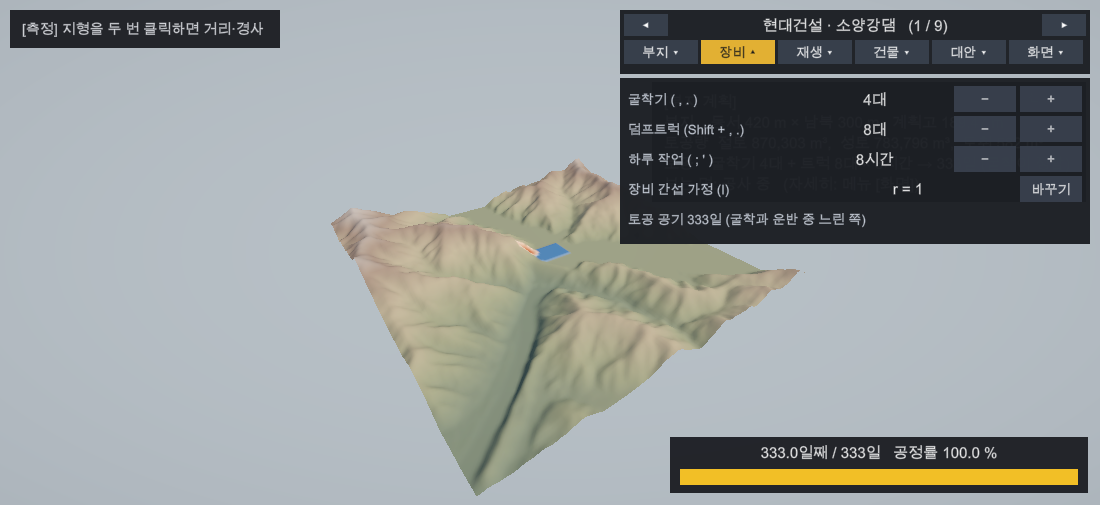 [측정] 지형을 두 번 클릭하면 거리·경사
◄ 현대건설 · 소양강댐 (1 / 9) ►
부지 ▾ 장비 ▴ 재생 ▾ 건물 ▾ 대안 ▾ 화면 ▾
굴착기 ( , . ) 4대 − +
덤프트럭 (Shift + , .) 8대 − +
하루 작업 ( ; ' ) 8시간 − +
장비 간섭 가정 (I) r = 1 바꾸기
토공 공기 333일 (굴착과 운반 중 느린 쪽)
333.0일째 / 333일 공정률 100.0 %